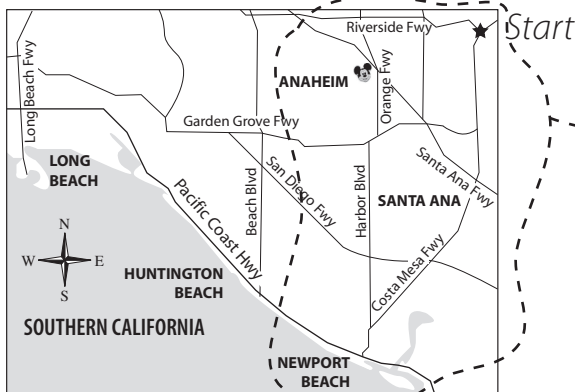 Riverside Fwy
Start
Long Beach Fwy
ANAHEIM
Orange Fwy
Garden Grove Fwy
LONG
BEACH
San Diego Fwy
Santa Ana Fwy
Pacific Coast Hwy
Beach Blvd
Harbor Blvd
SANTA ANA
N
W
E
S
HUNTINGTON
BEACH
Costa Mesa Fwy
SOUTHERN CALIFORNIA
NEWPORT
BEACH